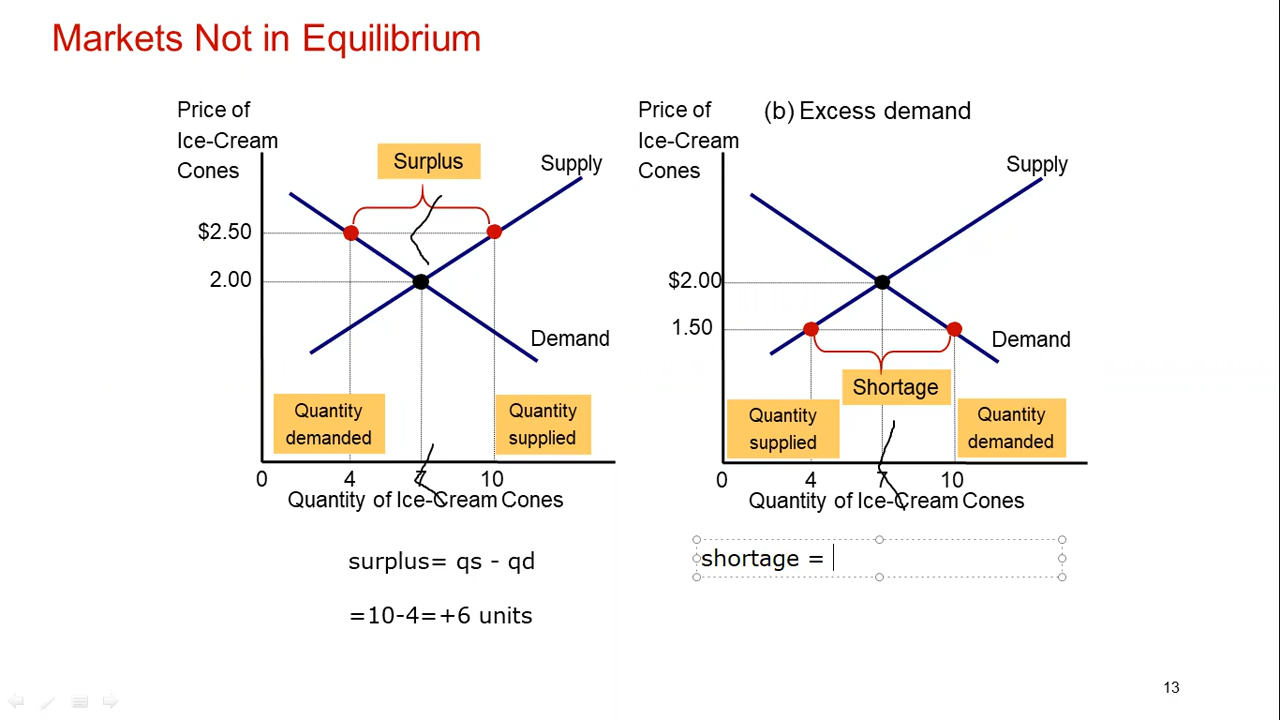 Markets Not in Equilibrium
Price of
Ice-Cream
Cones
Surplus
Supply
$2.50
2.00
Demand
Quantity
demanded
Quantity
supplied
0
4
7
10
Quantity of Ice-Cream Cones
surplus= qs - qd
=10-4=+6 units
Price of
Ice-Cream
Cones
(b) Excess demand
Supply
$2.00
1.50
Demand
Shortage
Quantity
supplied
Quantity
demanded
0
4
7
10
Quantity of Ice-Cream Cones
shortage =
13